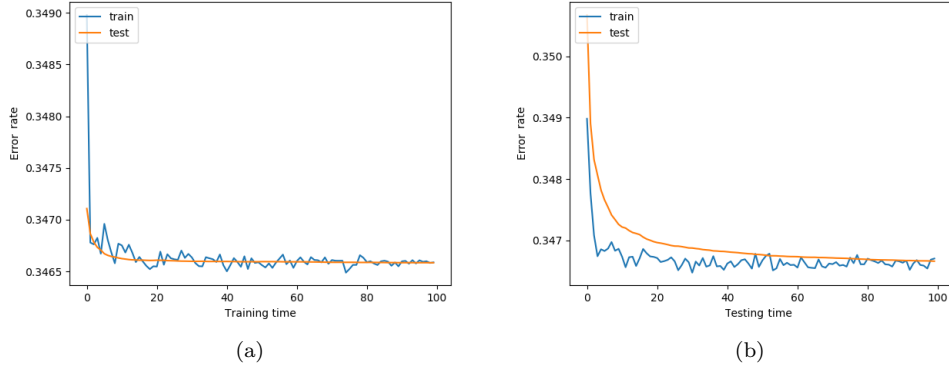 0.3490
0.3485
0.3480
0.3475
0.3470
0.3465
Error rate
train
test
0 20 40 60 80 100
Training time
(a)
0.350
0.349
0.348
0.347
Error rate
train
test
0 20 40 60 80 100
Testing time
(b)